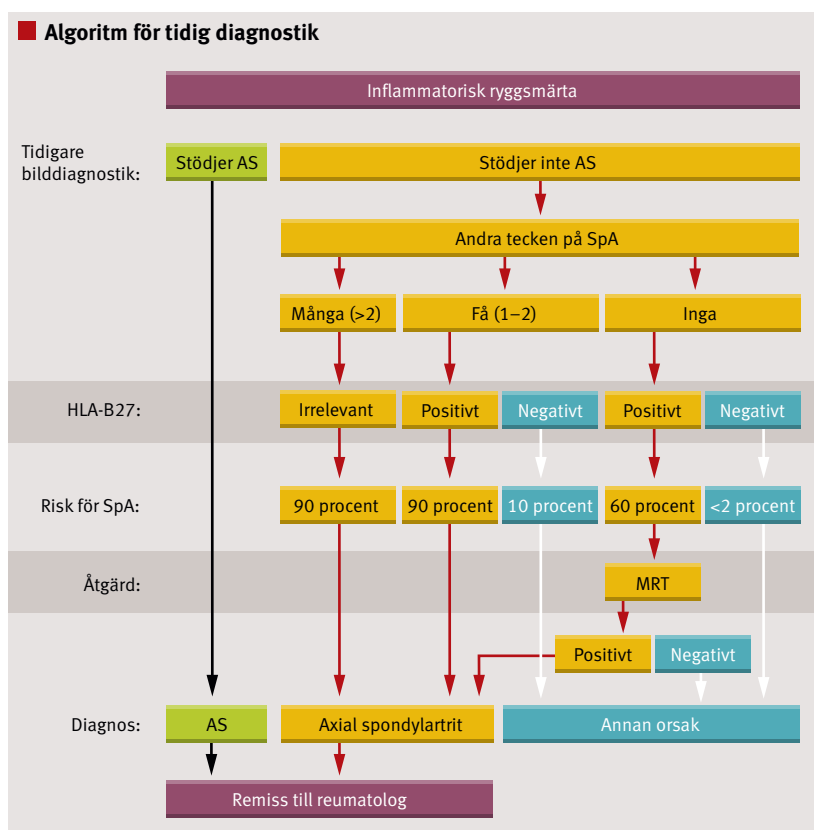 Algoritm för tidig diagnostik
Inflammatorisk ryggsmärta
Tidigare
bilddiagnostik:
Stödjer AS
Stödjer inte AS
Andra tecken på SpA
Många (>2)
Få (1–2)
Inga
HLA-B27:
Irrelevant
Positivt
Negativt
Positivt
Negativt
Risk för SpA:
90 procent
90 procent
10 procent
60 procent
<2 procent
Åtgärd:
MRT
Positivt
Negativt
Diagnos:
AS
Axial spondylartrit
Annan orsak
Remiss till reumatolog